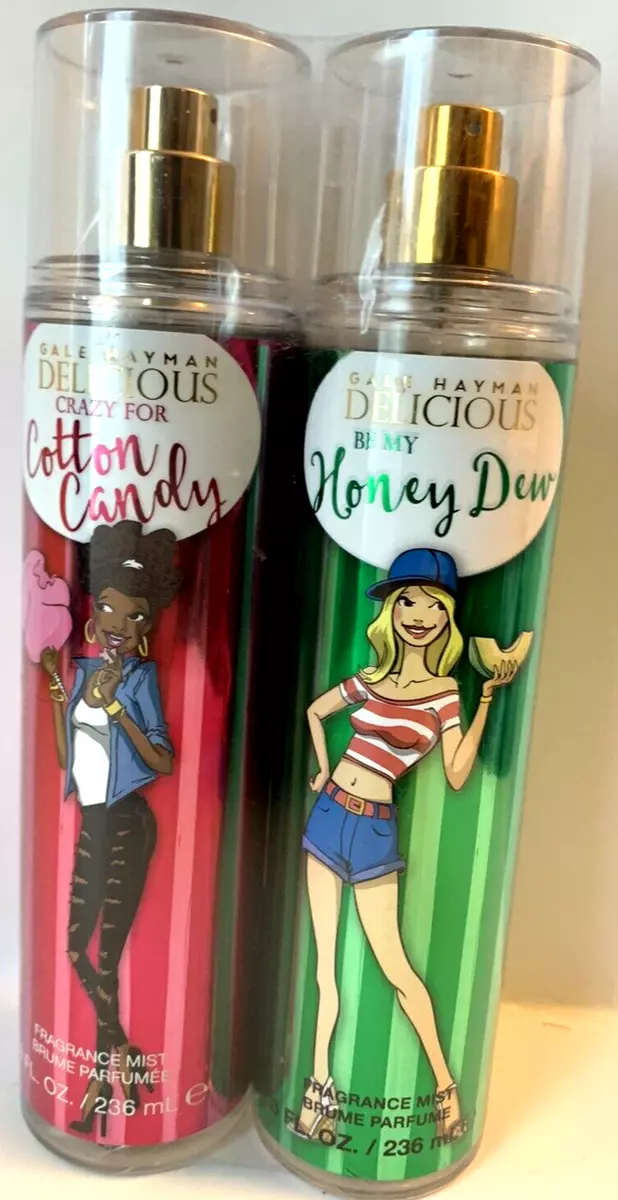 GALE HAYMAN
DELICIOUS
CRAZY FOR
Cotton
Candy
FRAGRANCE MIST
BRUME PARFUMÉE
FL. OZ. / 236 mL e
GALE HAYMAN
DELICIOUS
BE MY
Honey Dew
FRAGRANCE MIST
BRUME PARFUMÉE
FL. OZ. / 236 mL